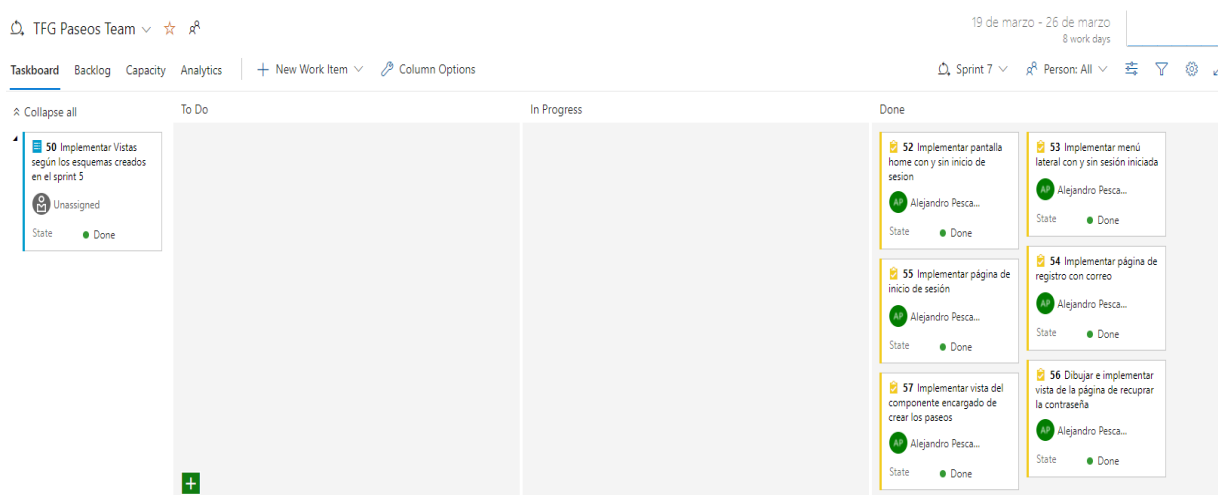 TFG Paseos Team
19 de marzo - 26 de marzo
8 work days
Taskboard Backlog Capacity Analytics New Work Item Column Options Sprint 7 Person: All
Collapse all To Do In Progress Done
50 Implementar Vistas
según los esquemas creados
en el sprint 5
Unassigned
State Done
52 Implementar pantalla
home con y sin inicio de
sesion
AP Alejandro Pesca...
State Done
53 Implementar menú
lateral con y sin sesión iniciada
AP Alejandro Pesca...
State Done
55 Implementar página de
inicio de sesión
AP Alejandro Pesca...
State Done
54 Implementar página de
registro con correo
AP Alejandro Pesca...
State Done
57 Implementar vista del
componente encargado de
crear los paseos
AP Alejandro Pesca...
State Done
56 Dibujar e implementar
vista de la página de recuprar
la contraseña
AP Alejandro Pesca...
State Done